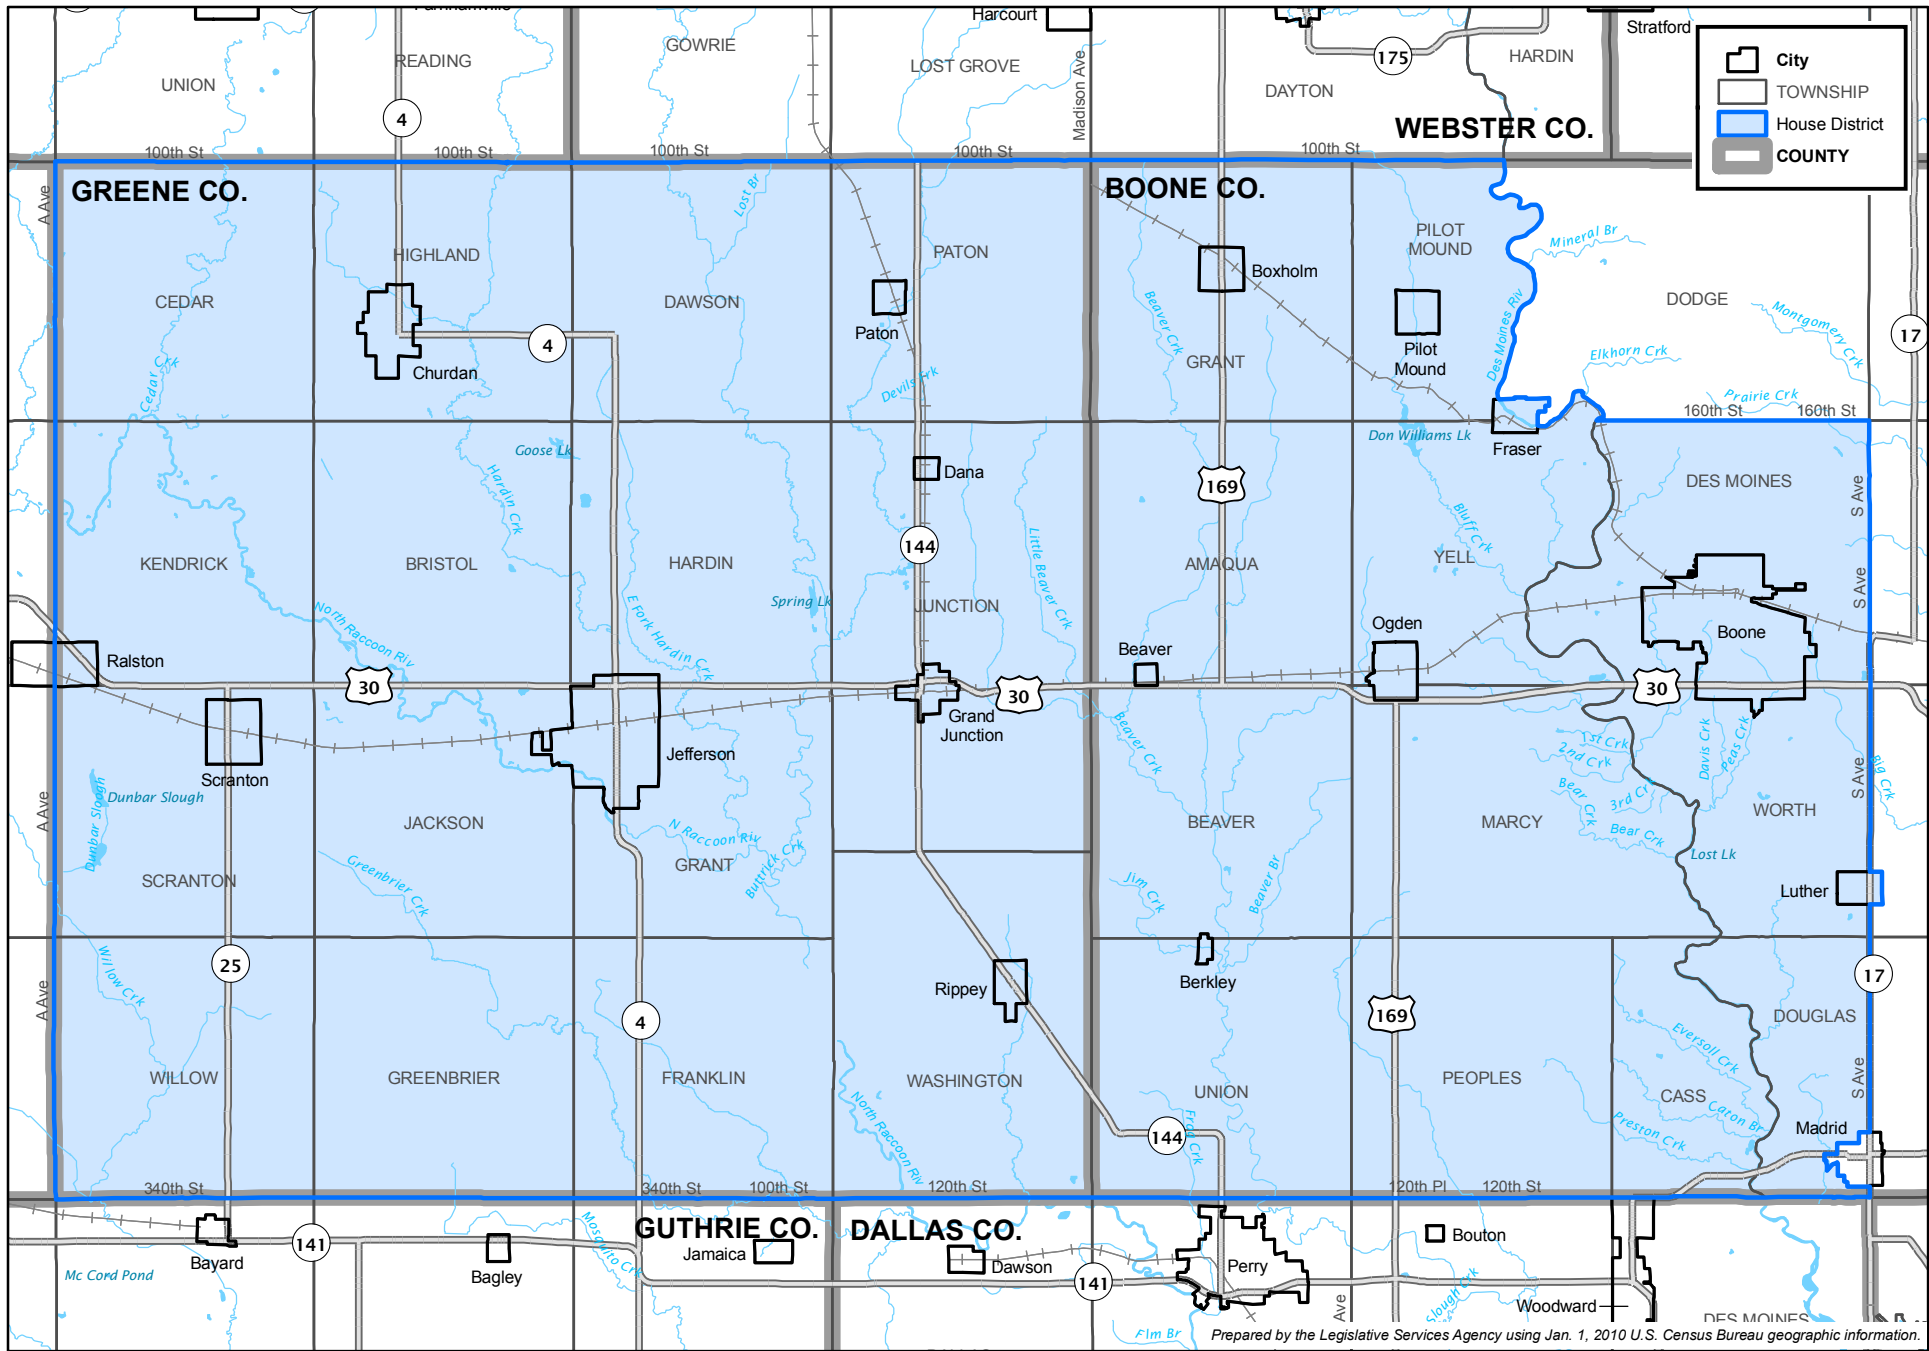 Harcourt
Stratford
UNION
READING
GOWRIE
LOST GROVE
Madison Ave
DAYTON
175
HARDIN
4
WEBSTER CO.
City
TOWNSHIP
House District
COUNTY
100th St
100th St
100th St
100th St
100th St
A Ave
GREENE CO.
BOONE CO.
Lost Br
HIGHLAND
PATON
PILOT
MOUND
Mineral Br
CEDAR
DAWSON
Boxholm
DODGE
Beaver Crk
Des Moines Riv
Montgomery Crk
17
Paton
4
Pilot
Mound
Cedar Crk
Churdan
Devils Frk
GRANT
Elkhorn Crk
Prairie Crk
160th St
160th St
Goose Lk
Don Williams Lk
Fraser
Hardin Crk
Dana
169
DES MOINES
S Ave
Bluff Crk
144
Little Beaver Crk
KENDRICK
BRISTOL
HARDIN
AMAQUA
YELL
S Ave
Spring Lk
JUNCTION
North Raccoon Riv
E Fork Hardin Crk
Ogden
Boone
Ralston
Beaver
30
30
30
Grand
Junction
Jefferson
Scranton
Beaver Crk
1st Crk
2nd Crk
Davis Crk
Peas Crk
Big Crk
S Ave
Dunbar Slough
Dunbar Slough
A Ave
Bear Crk
3rd Crk
WORTH
JACKSON
N Raccoon Riv
BEAVER
MARCY
Bear Crk
Lost Lk
GRANT
Buttrick Crk
Greenbrier Crk
SCRANTON
Jim Crk
Beaver Br
Luther
Willow Crk
25
Rippey
Berkley
17
A Ave
4
169
DOUGLAS
Eversoll Crk
WILLOW
GREENBRIER
FRANKLIN
WASHINGTON
UNION
PEOPLES
CASS
S Ave
North Raccoon Riv
Frog Crk
144
Preston Crk
Caton Br
Madrid
340th St
340th St
100th St
120th St
120th Pl
120th St
GUTHRIE CO.
DALLAS CO.
Mosquito Crk
141
Jamaica
Bayard
Bagley
Dawson
141
Perry
Bouton
Mc Cord Pond
Slough Crk
Ave
Woodward
DES MOINES
Elm Br
Prepared by the Legislative Services Agency using Jan. 1, 2010 U.S. Census Bureau geographic information.